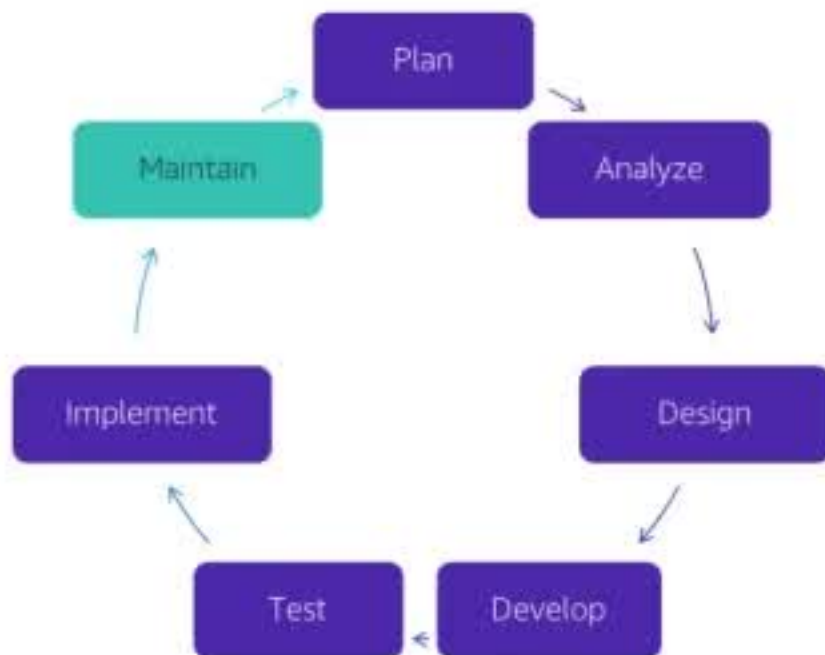 Plan
Analyze
Design
Develop
Test
Implement
Maintain